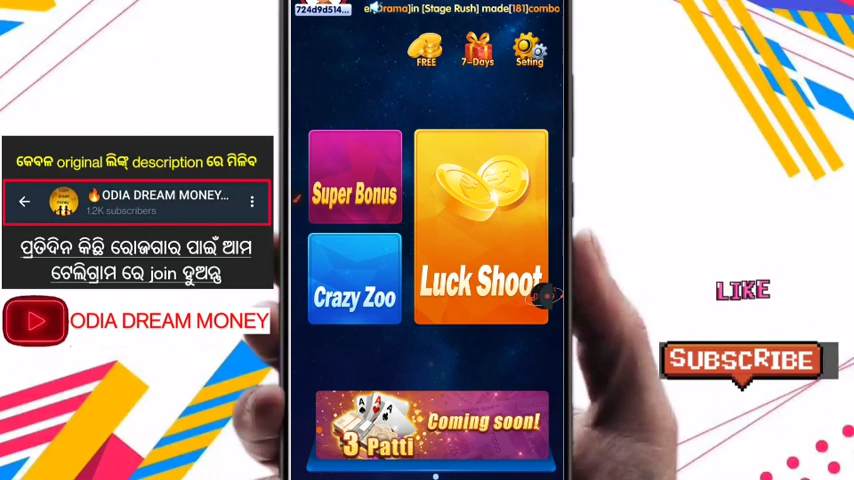 724d9d514...
[181]combo
in [Stage Rush] made
FREE
7-Days
Seting
କେବଳ original ଲିଙ୍କ୍ description ରେ ମିଳିବ
🔥ODIA DREAM MONEY...
1.2K subscribers
ପ୍ରତିଦିନ କିଛି ରୋଜଗାର ପାଇଁ ଆମ
ଟେଲିଗ୍ରାମ ରେ join ହୁଅନ୍ତୁ
ODIA DREAM MONEY
Super Bonus
Luck Shoot
Crazy Zoo
3 Patti
Coming soon!
LIKE
SUBSCRIBE